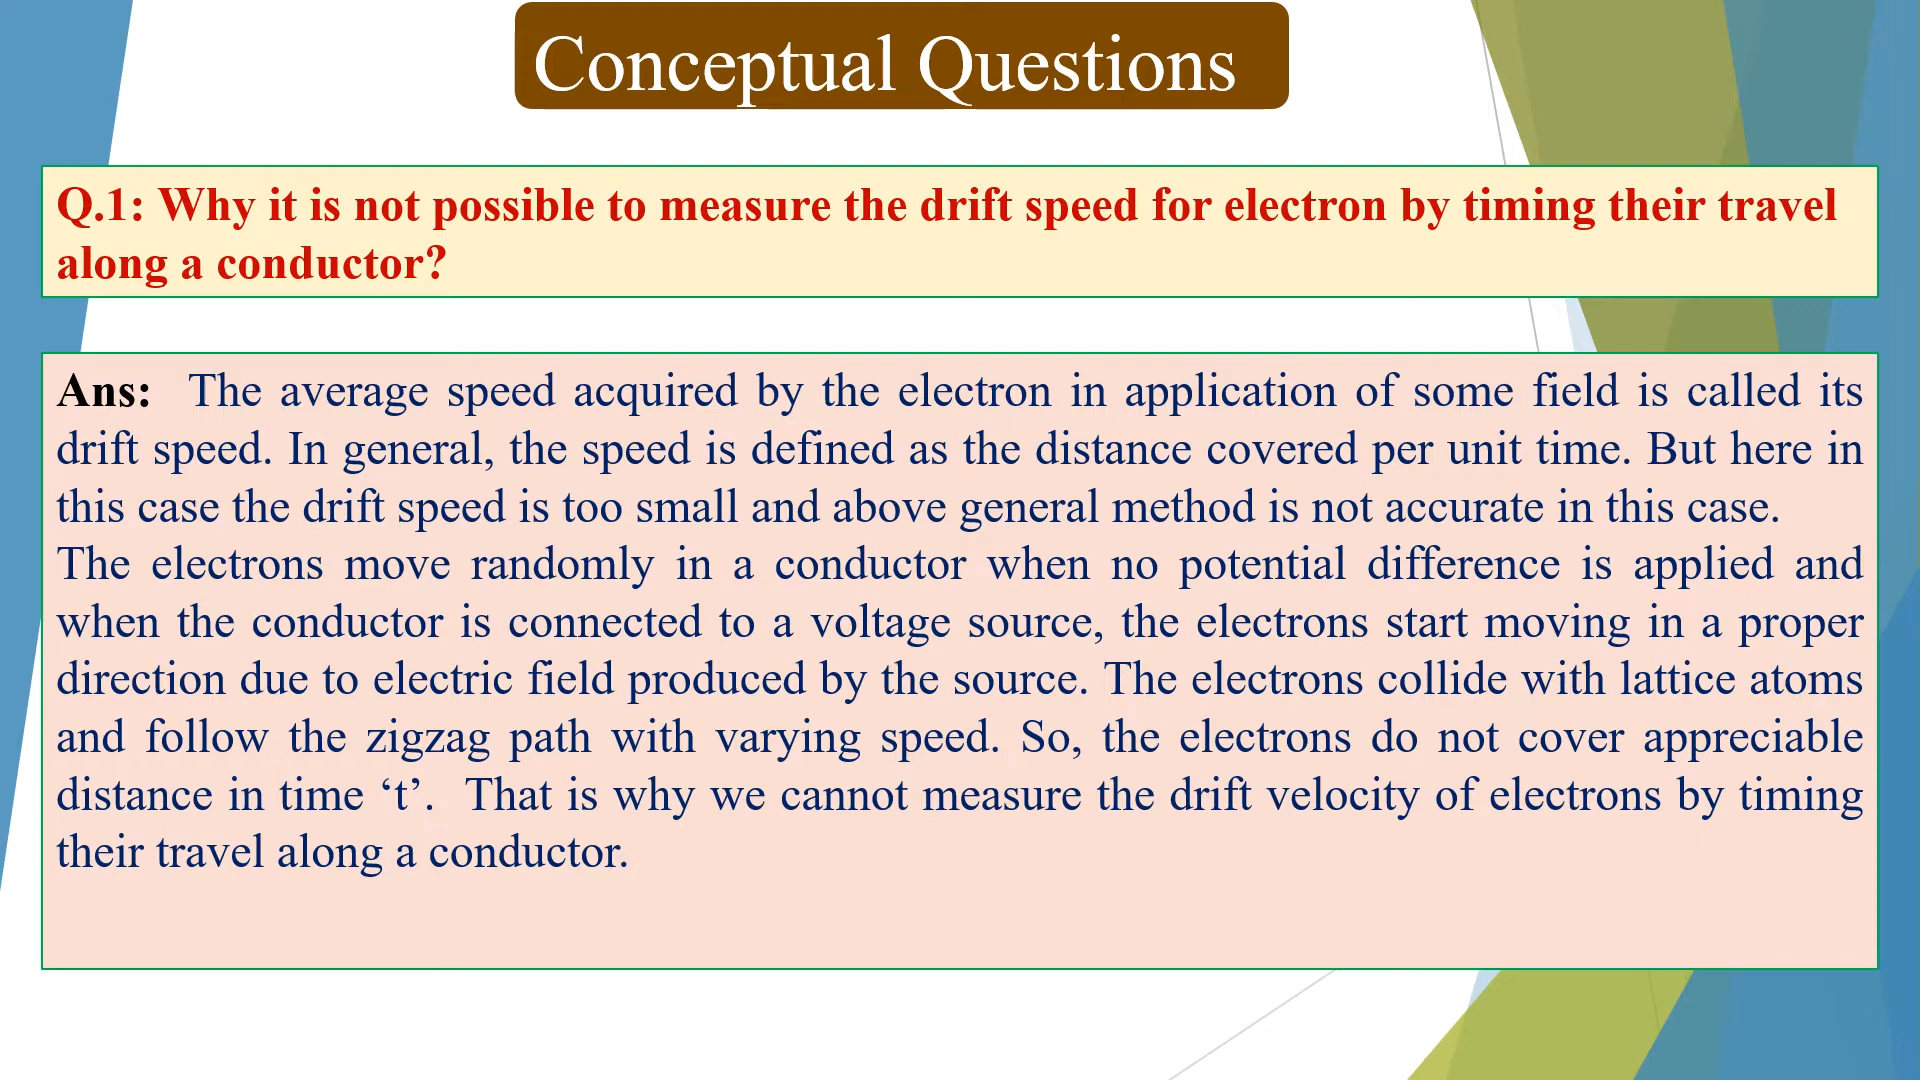 Conceptual Questions
Q.1: Why it is not possible to measure the drift speed for electron by timing their travel
along a conductor?
Ans: The average speed acquired by the electron in application of some field is called its
drift speed. In general, the speed is defined as the distance covered per unit time. But here in
this case the drift speed is too small and above general method is not accurate in this case.
The electrons move randomly in a conductor when no potential difference is applied and
when the conductor is connected to a voltage source, the electrons start moving in a proper
direction due to electric field produced by the source. The electrons collide with lattice atoms
and follow the zigzag path with varying speed. So, the electrons do not cover appreciable
distance in time ‘t’. That is why we cannot measure the drift velocity of electrons by timing
their travel along a conductor.